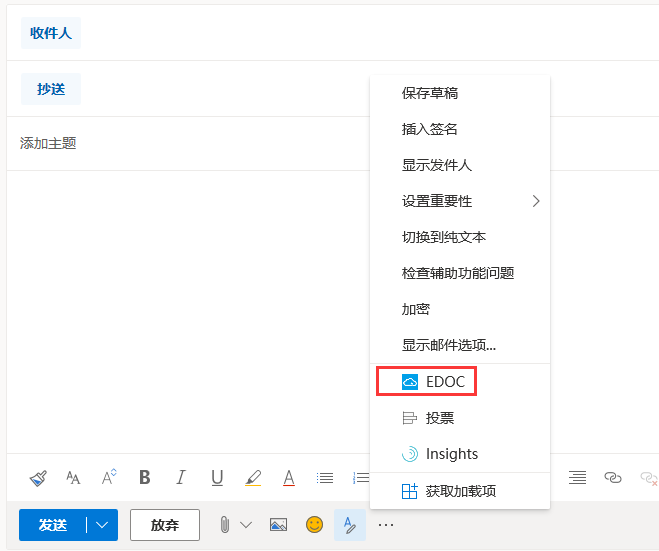 收件人
抄送
添加主题
保存草稿
插入签名
显示发件人
设置重要性
切换到纯文本
检查辅助功能问题
加密
显示邮件选项...
EDOC
投票
Insights
获取加载项
AA A B I U A
发送
放弃
A